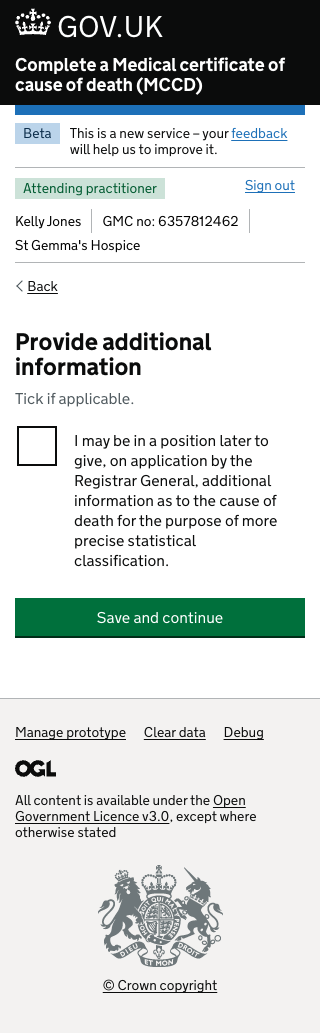 GOV.UK
Complete a Medical certificate of
cause of death (MCCD)
Beta
This is a new service – your feedback
will help us to improve it.
Attending practitioner
Sign out
Kelly Jones
GMC no: 6357812462
St Gemma's Hospice
Back
Provide additional
information
Tick if applicable.
I may be in a position later to
give, on application by the
Registrar General, additional
information as to the cause of
death for the purpose of more
precise statistical
classification.
Save and continue
Manage prototype
Clear data
Debug
OGL
All content is available under the Open
Government Licence v3.0, except where
otherwise stated
DIEU ET MON DROIT
© Crown copyright